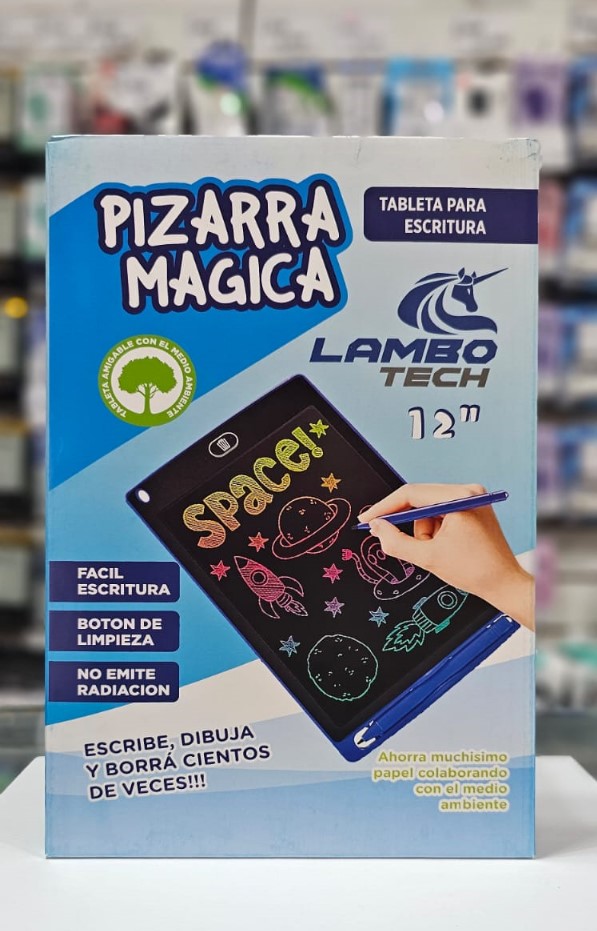 PIZARRA
MAGICA
TABLETA PARA
ESCRITURA
LAMBO
TECH
12"
TABLETA AMIGABLE CON EL MEDIO AMBIENTE
SPACE!
FACIL
ESCRITURA
BOTON DE
LIMPIEZA
NO EMITE
RADIACION
ESCRIBE, DIBUJA
Y BORRÁ CIENTOS
DE VECES!!!
Ahorra muchisimo
papel colaborando
con el medio
ambiente